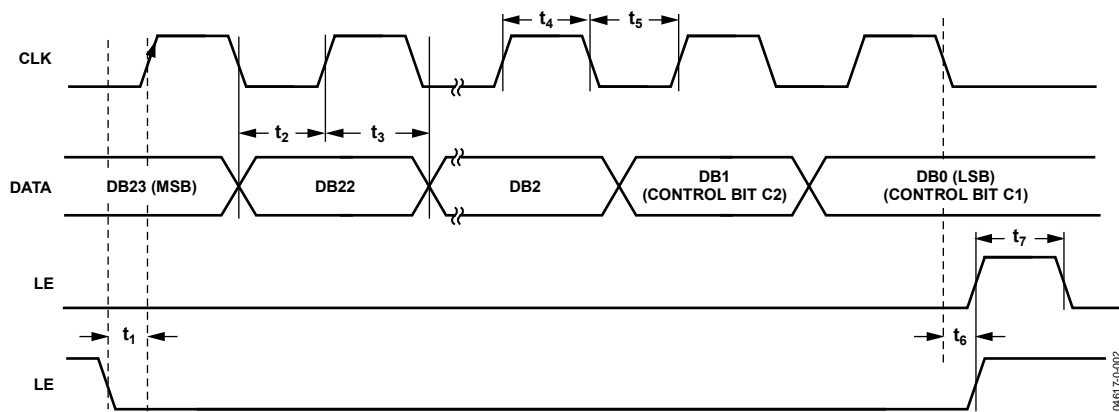 CLK
t4
t5
t2
t3
DATA
DB23 (MSB)
DB22
DB2
DB1
(CONTROL BIT C2)
DB0 (LSB)
(CONTROL BIT C1)
t7
LE
t1
t6
LE
04617-0-002